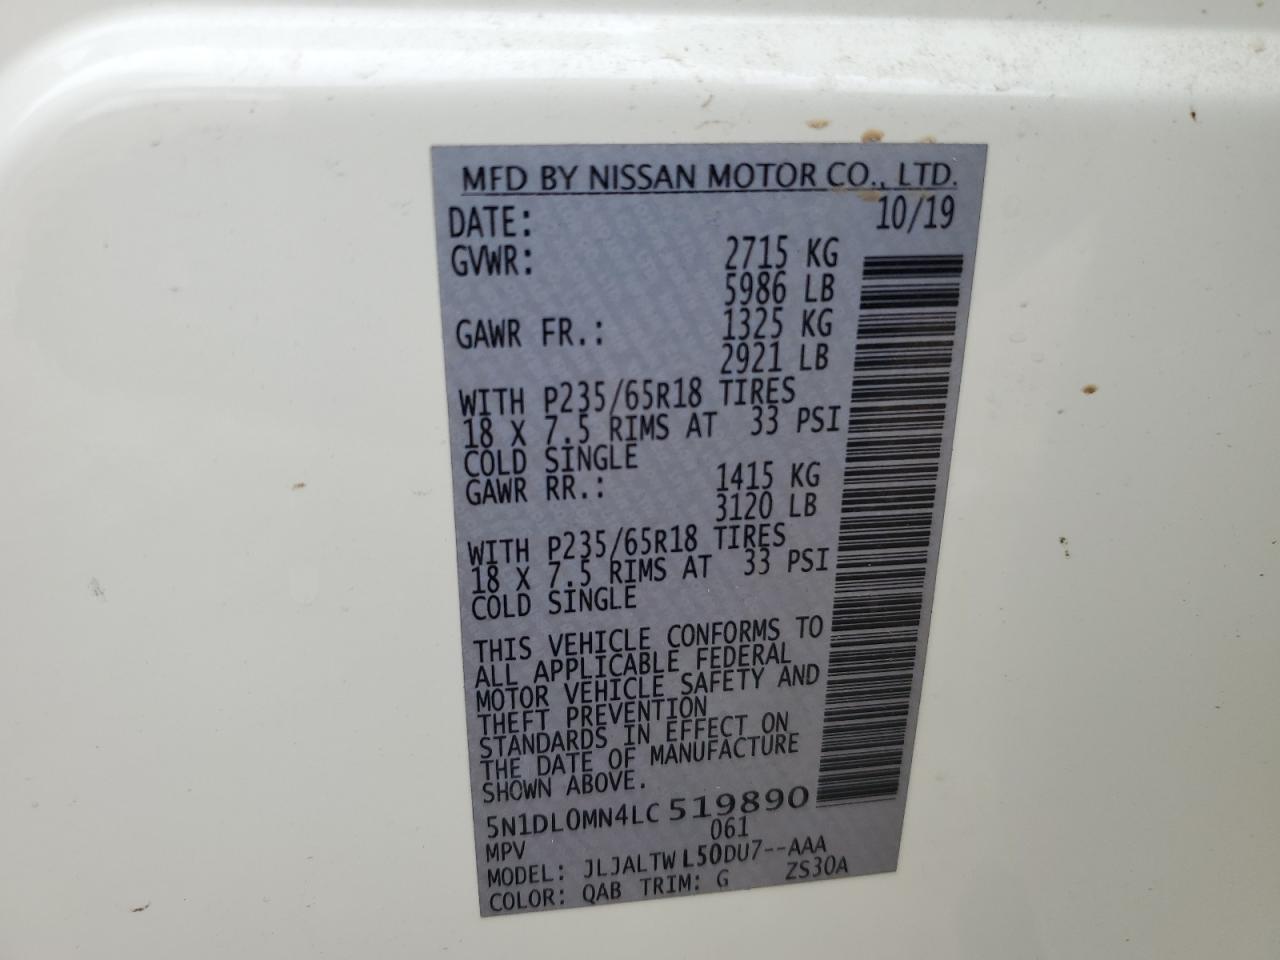 MFD BY NISSAN MOTOR CO., LTD.
DATE: 10/19
GVWR: 2715 KG
5986 LB
GAWR FR.: 1325 KG
2921 LB
WITH P235/65R18 TIRES
18 X 7.5 RIMS AT 33 PSI
COLD SINGLE
GAWR RR.: 1415 KG
3120 LB
WITH P235/65R18 TIRES
18 X 7.5 RIMS AT 33 PSI
COLD SINGLE
THIS VEHICLE CONFORMS TO
ALL APPLICABLE FEDERAL
MOTOR VEHICLE SAFETY AND
THEFT PREVENTION
STANDARDS IN EFFECT ON
THE DATE OF MANUFACTURE
SHOWN ABOVE.
5N1DL0MN4LC 519890
MPV 061
MODEL: JLJALTW L50DU7--AAA
COLOR: QAB TRIM: G ZS30A